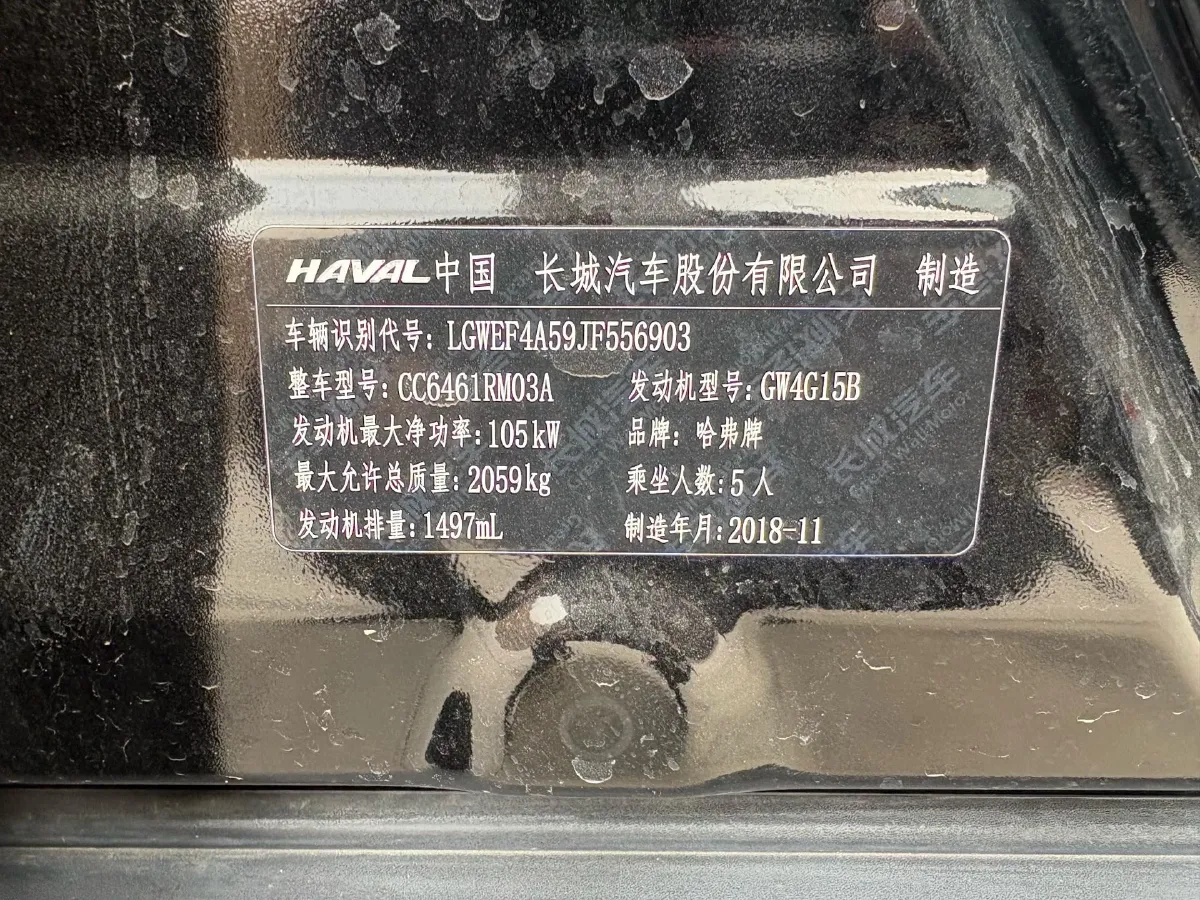 HAVAL中国 长城汽车股份有限公司 制造
车辆识别代号：LGWEF4A59JF556903
整车型号：CC6461RM03A 发动机型号：GW4G15B
发动机最大净功率：105kW 品牌：哈弗牌
最大允许总质量：2059kg 乘坐人数：5人
发动机排量：1497mL 制造年月：2018-11